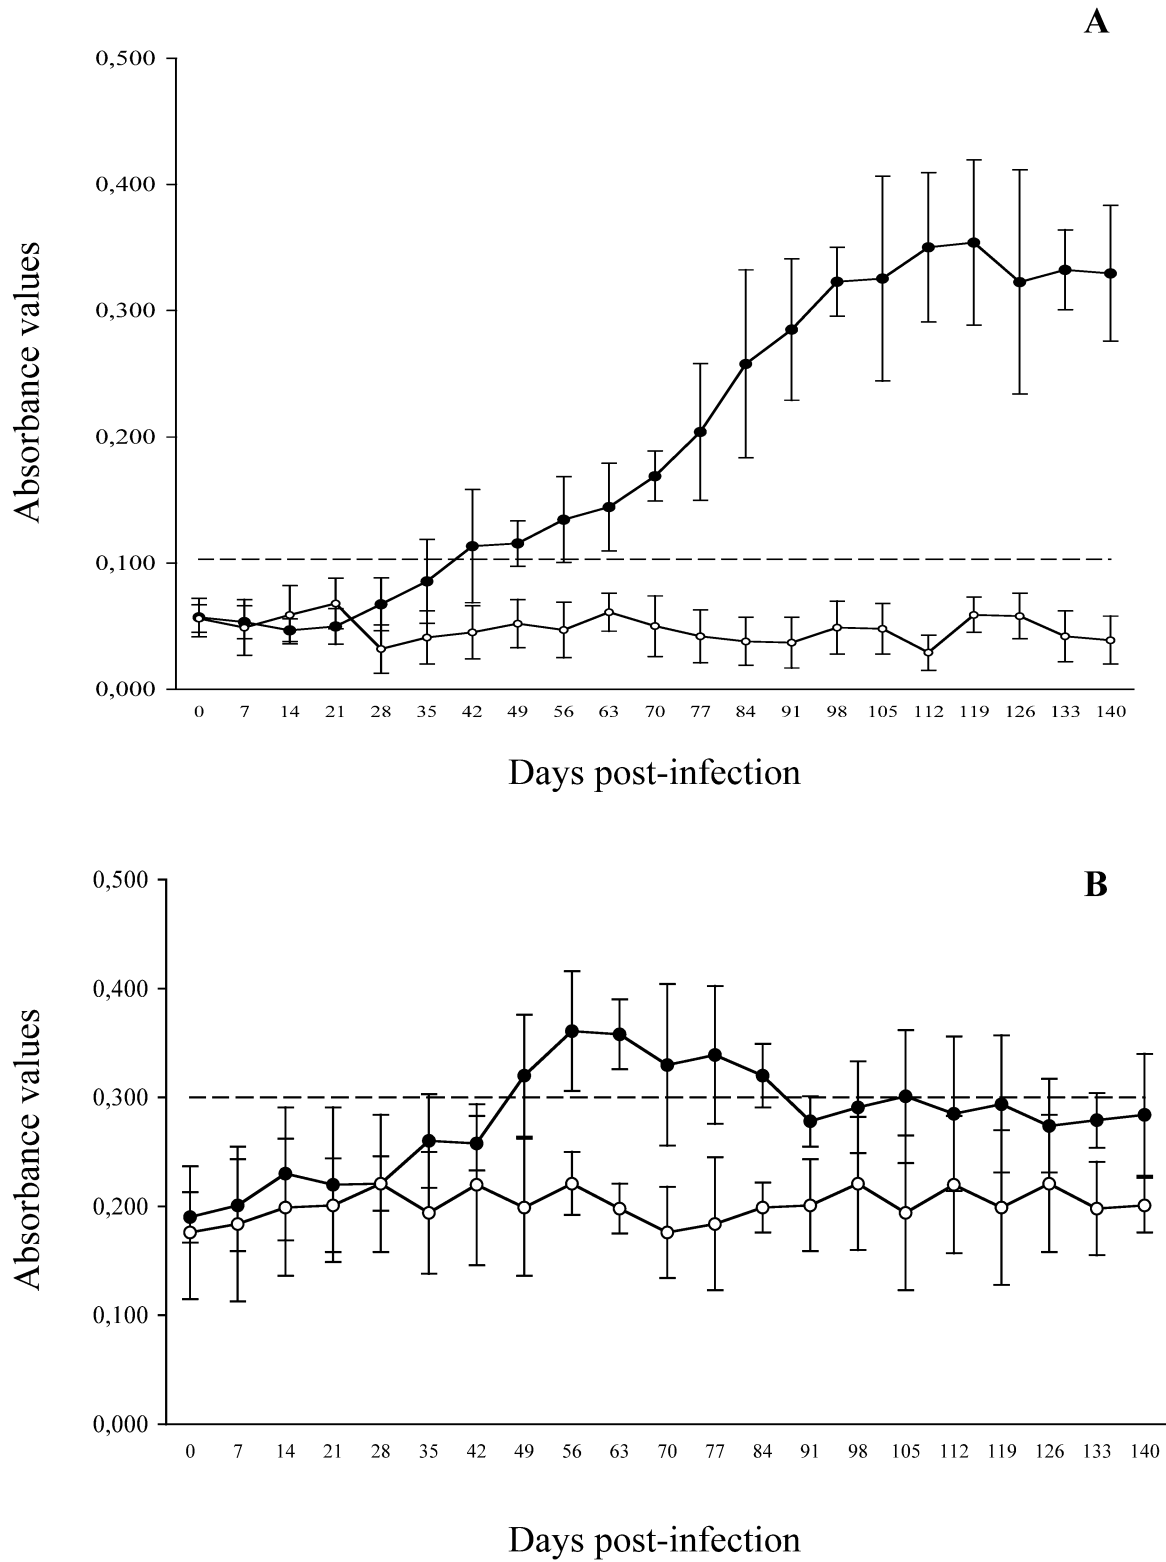 A
0,500
0,400
0,300
0,200
0,100
0,000
Absorbance values
0 7 14 21 28 35 42 49 56 63 70 77 84 91 98 105 112 119 126 133 140
Days post-infection
B
0,500
0,400
0,300
0,200
0,100
0,000
Absorbance values
0 7 14 21 28 35 42 49 56 63 70 77 84 91 98 105 112 119 126 133 140
Days post-infection